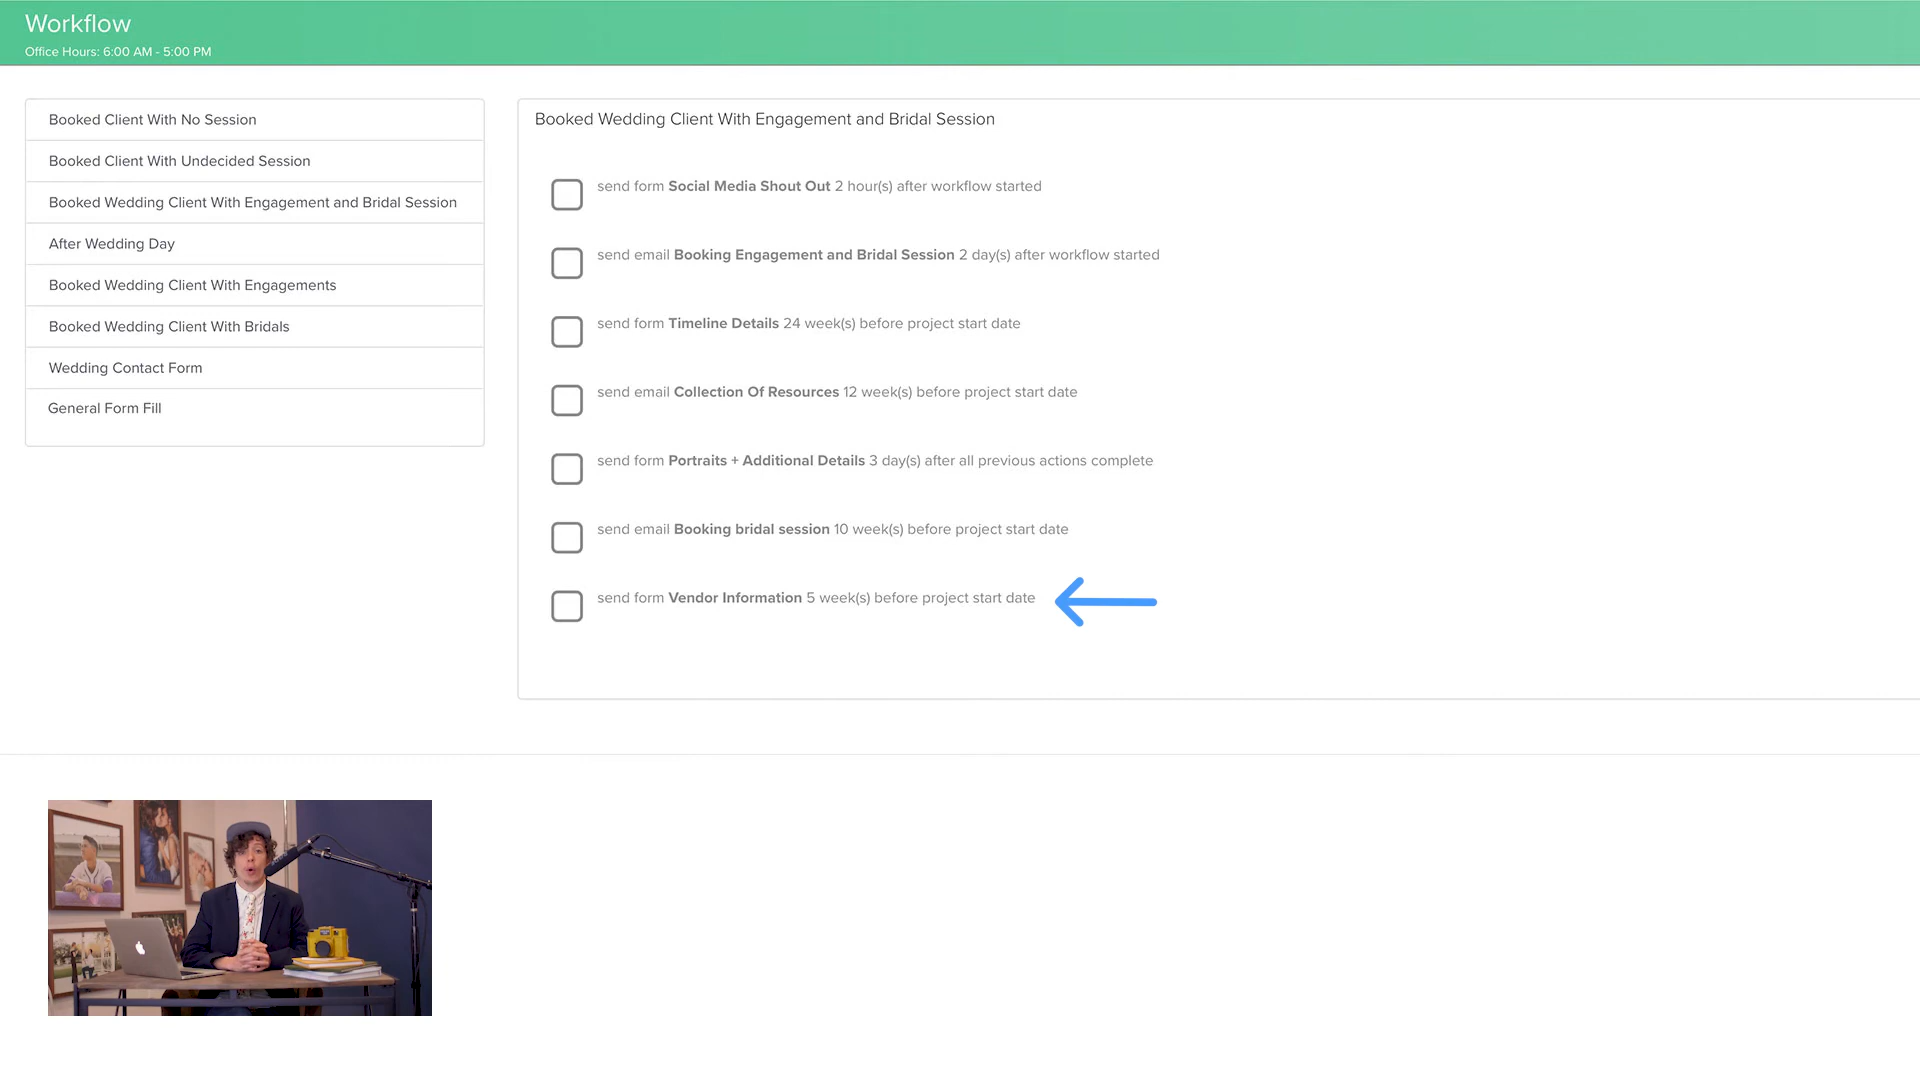 Workflow
Office Hours: 6:00 AM - 5:00 PM
Booked Client With No Session
Booked Client With Undecided Session
Booked Wedding Client With Engagement and Bridal Session
After Wedding Day
Booked Wedding Client With Engagements
Booked Wedding Client With Bridals
Wedding Contact Form
General Form Fill
Booked Wedding Client With Engagement and Bridal Session
send form Social Media Shout Out 2 hour(s) after workflow started
send email Booking Engagement and Bridal Session 2 day(s) after workflow started
send form Timeline Details 24 week(s) before project start date
send email Collection Of Resources 12 week(s) before project start date
send form Portraits + Additional Details 3 day(s) after all previous actions complete
send email Booking bridal session 10 week(s) before project start date
send form Vendor Information 5 week(s) before project start date